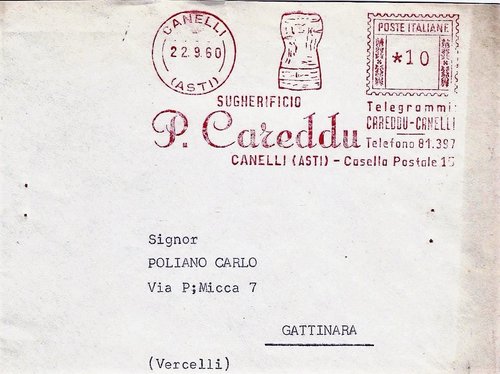 CANELLI
22.9.60
(ASTI)
POSTE ITALIANE
*10
SUGHERIFICIO
P. Careddu
CANELLI (ASTI) - Casella Postale 15
Telegrammi:
CAREDDU-CANELLI
Telefono 81.397
Signor
POLIANO CARLO
Via P;Micca 7
GATTINARA
(Vercelli)